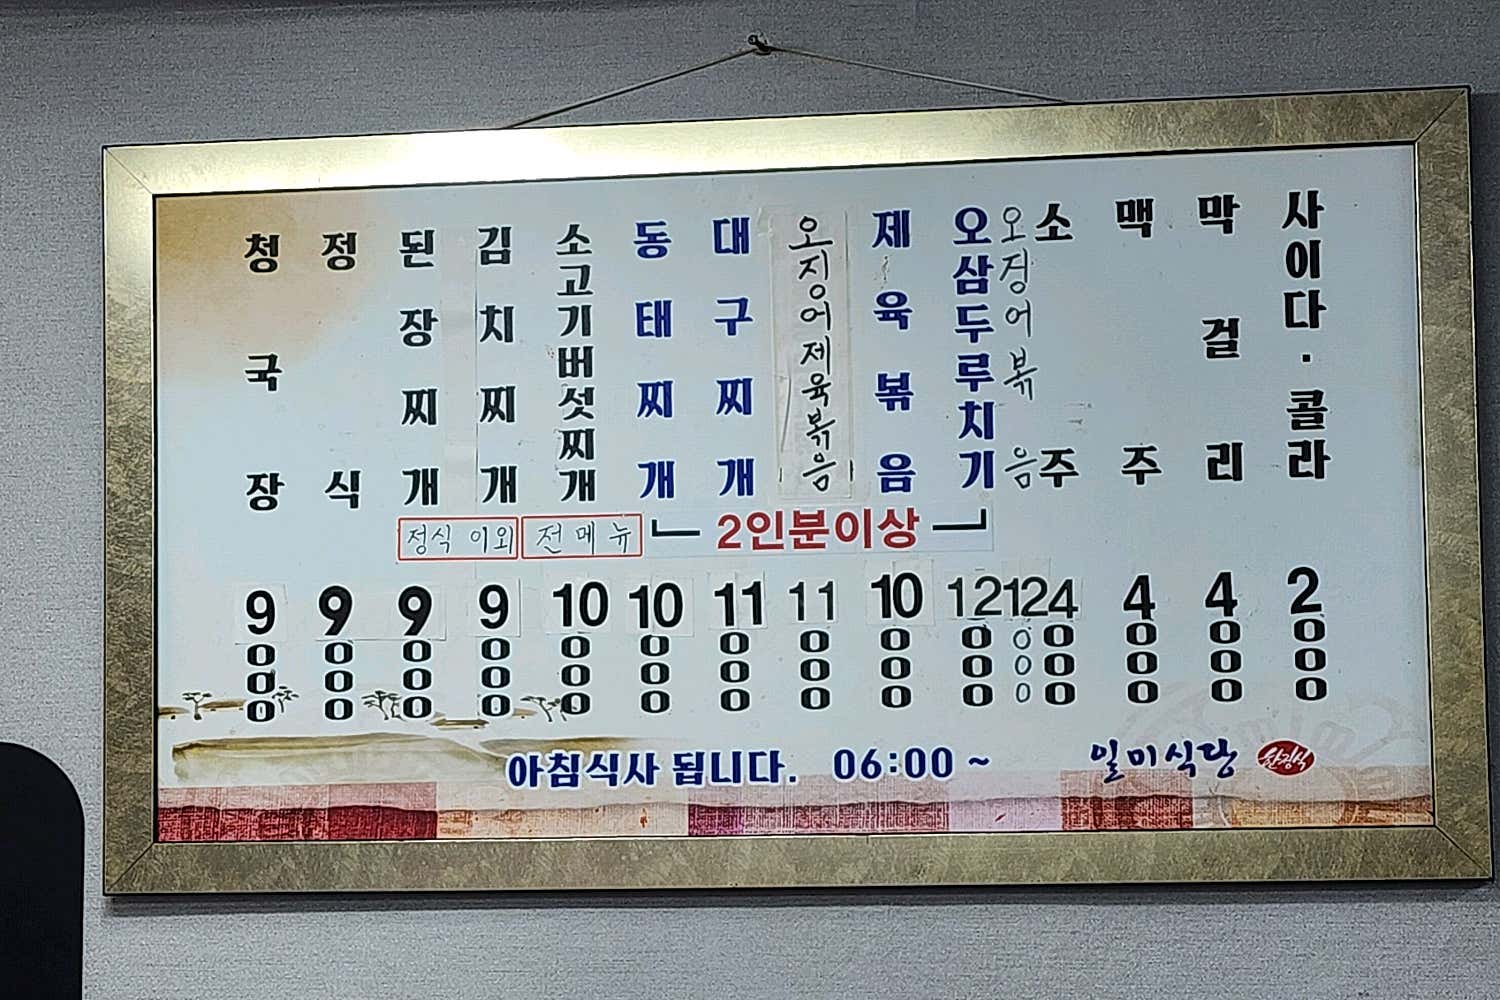 청국장 9000
정식 9000
된장찌개 9000
김치찌개 9000
소고기버섯찌개 10000
동태찌개 10000
대구찌개 11000
오징어제육볶음 11000
제육볶음 10000
오삼두루치기 12000
오징어볶음 12000
소주 4000
맥주 4000
막걸리 4000
사이다·콜라 2000
정식 이외 전메뉴 2인분이상
아침식사 됩니다. 06:00 ~
일미식당